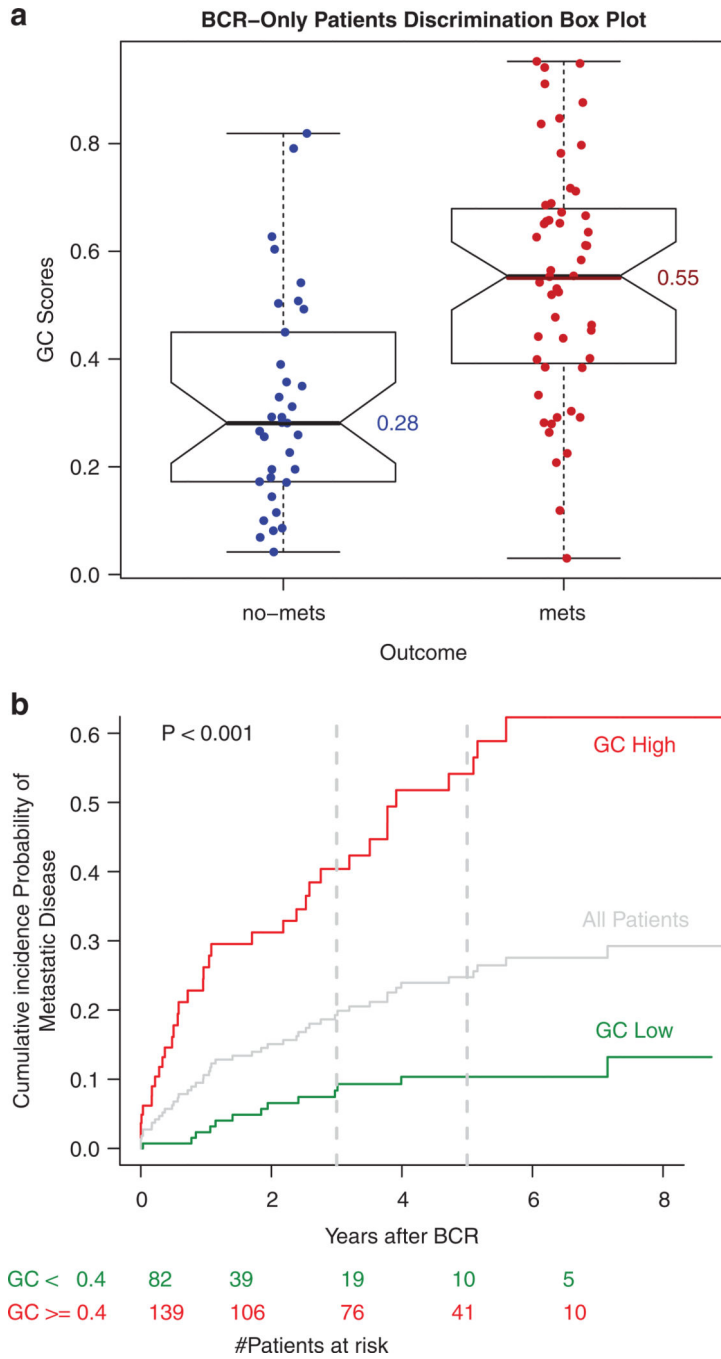 a
BCR–Only Patients Discrimination Box Plot
GC Scores
0.8
0.6
0.4
0.2
0.0
0.28
0.55
no–mets
mets
Outcome
b
P < 0.001
Cumulative incidence Probability of
Metastatic Disease
0.6
0.5
0.4
0.3
0.2
0.1
0.0
GC High
All Patients
GC Low
0 2 4 6 8
Years after BCR
GC < 0.4 82 39 19 10 5
GC >= 0.4 139 106 76 41 10
#Patients at risk